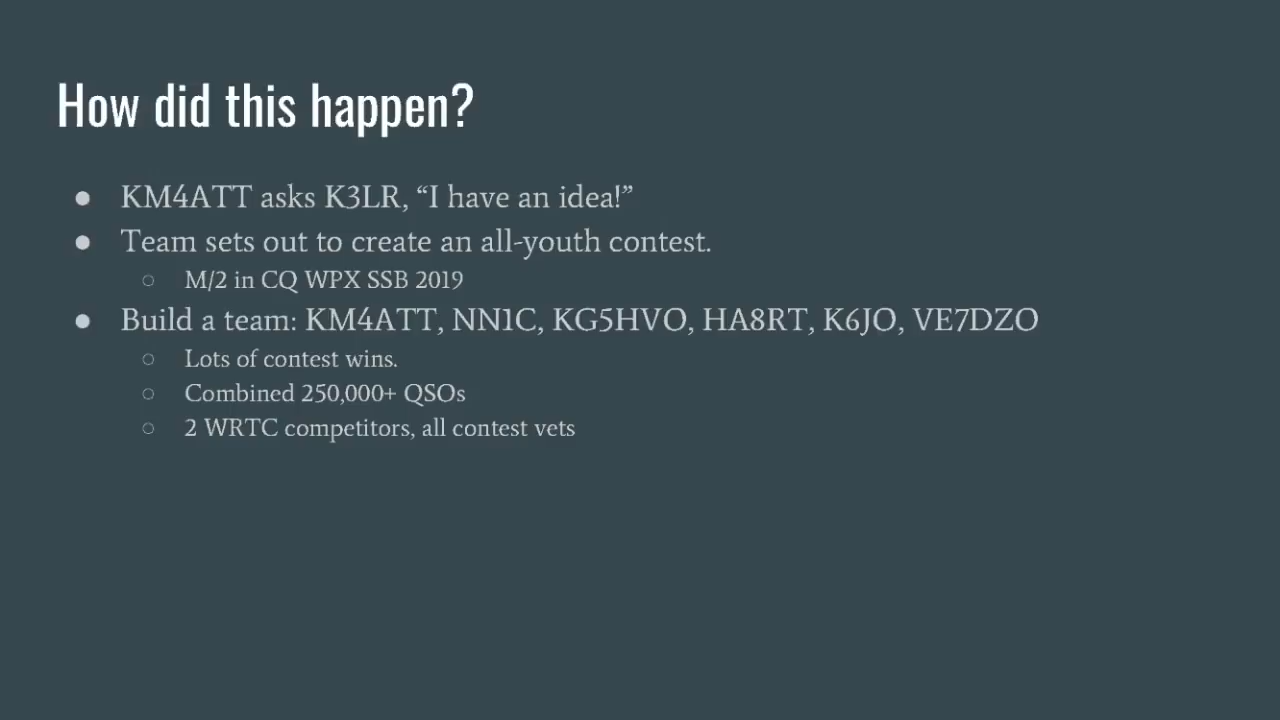 How did this happen?
● KM4ATT asks K3LR, “I have an idea!”
● Team sets out to create an all-youth contest.
○ M/2 in CQ WPX SSB 2019
● Build a team: KM4ATT, NN1C, KG5HVO, HA8RT, K6JO, VE7DZO
○ Lots of contest wins.
○ Combined 250,000+ QSOs
○ 2 WRTC competitors, all contest vets